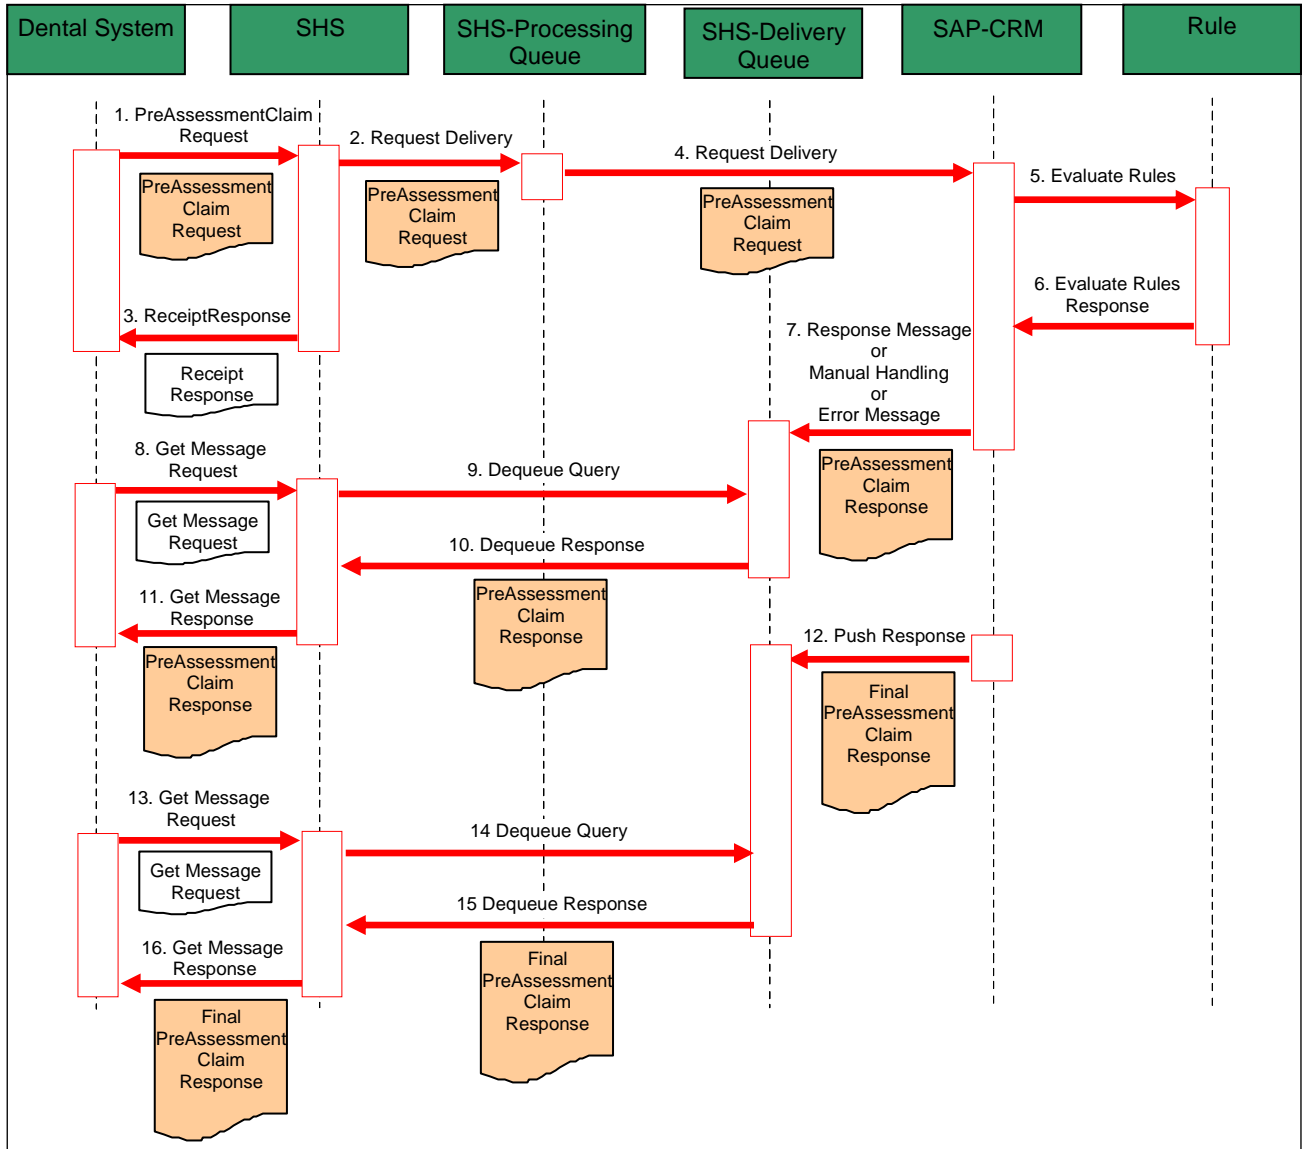 Dental System
SHS
SHS-Processing
Queue
SHS-Delivery
Queue
SAP-CRM
Rule
1. PreAssessmentClaim
Request
2. Request Delivery
4. Request Delivery
5. Evaluate Rules
PreAssessment
Claim
Request
PreAssessment
Claim
Request
PreAssessment
Claim
Request
6. Evaluate Rules
Response
3. ReceiptResponse
7. Response Message
or
Manual Handling
or
Error Message
Receipt
Response
8. Get Message
Request
9. Dequeue Query
PreAssessment
Claim
Response
Get Message
Request
10. Dequeue Response
11. Get Message
Response
PreAssessment
Claim
Response
12. Push Response
PreAssessment
Claim
Response
Final
PreAssessment
Claim
Response
13. Get Message
Request
14 Dequeue Query
Get Message
Request
15 Dequeue Response
16. Get Message
Response
Final
PreAssessment
Claim
Response
Final
PreAssessment
Claim
Response